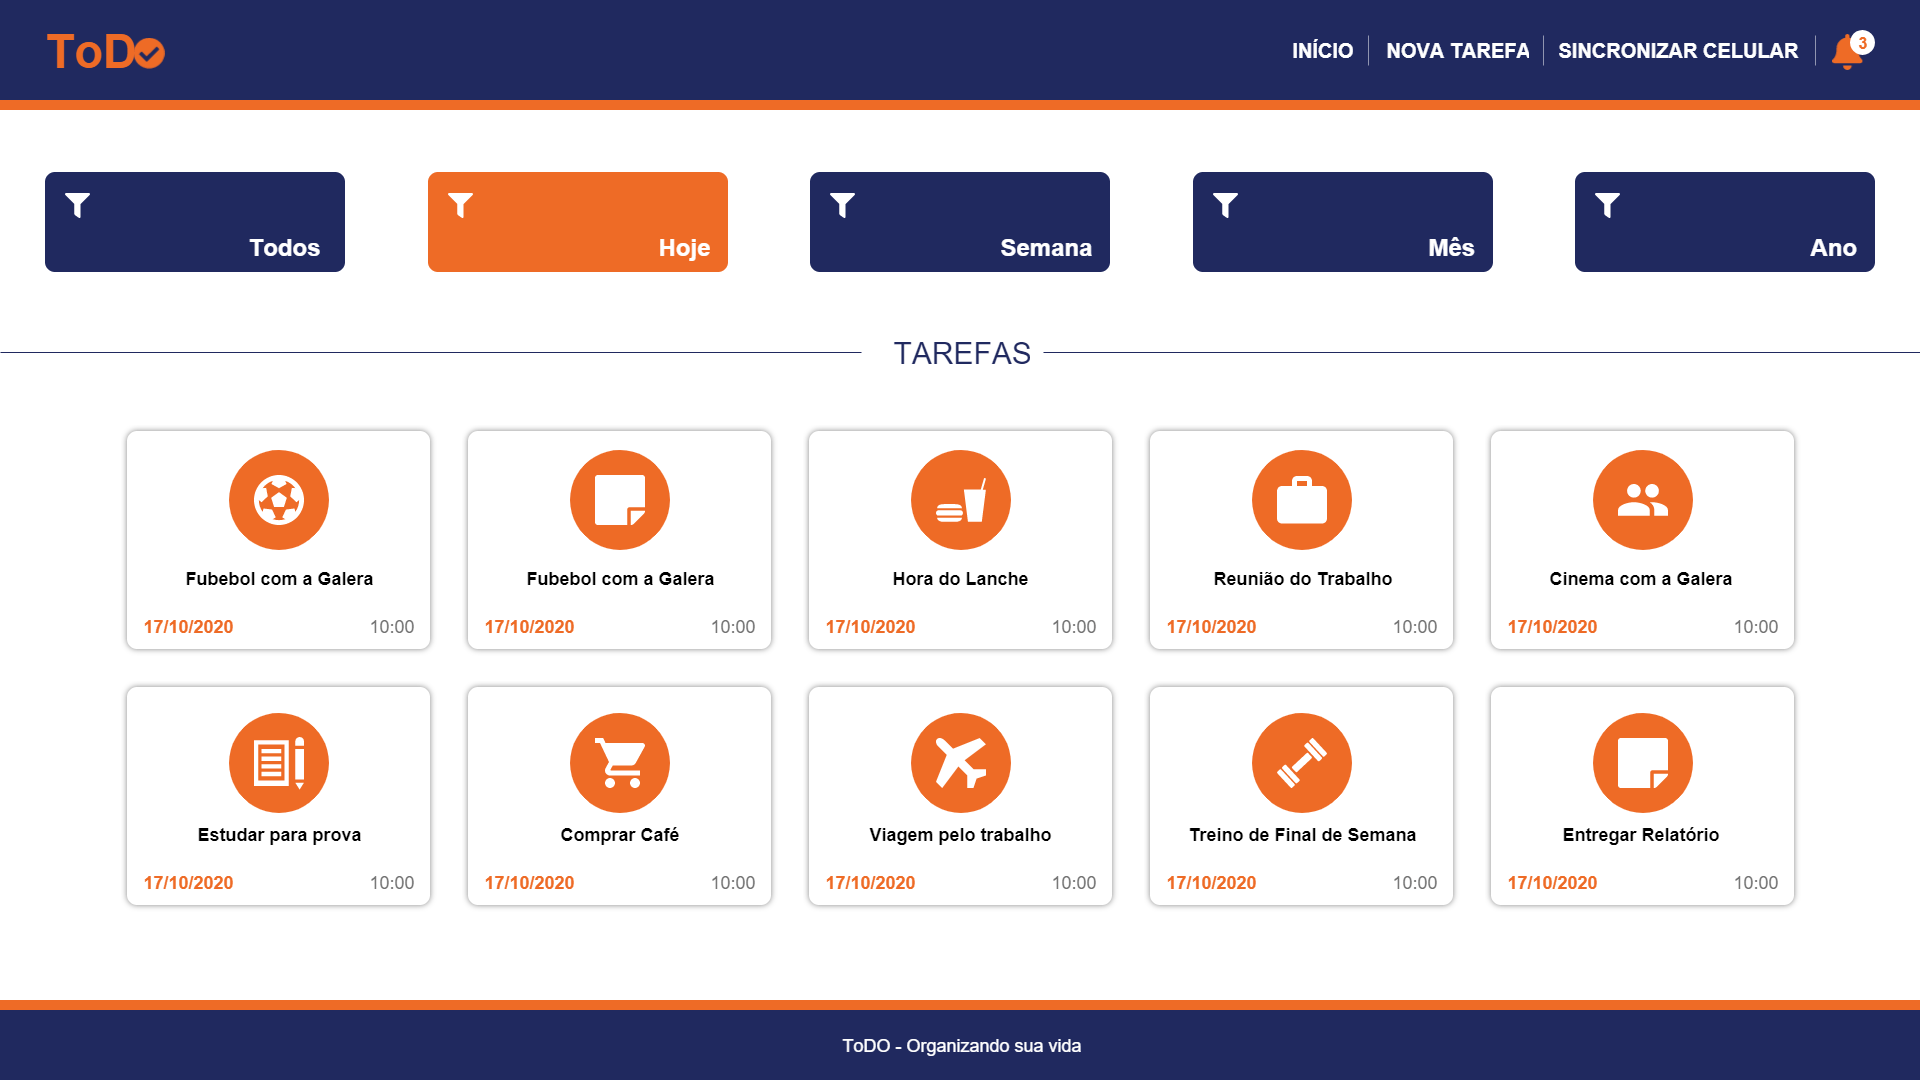 ToDo
INÍCIO
NOVA TAREFA
SINCRONIZAR CELULAR
3
Todos
Hoje
Semana
Mês
Ano
TAREFAS
Fubebol com a Galera
17/10/2020 10:00
Fubebol com a Galera
17/10/2020 10:00
Hora do Lanche
17/10/2020 10:00
Reunião do Trabalho
17/10/2020 10:00
Cinema com a Galera
17/10/2020 10:00
Estudar para prova
17/10/2020 10:00
Comprar Café
17/10/2020 10:00
Viagem pelo trabalho
17/10/2020 10:00
Treino de Final de Semana
17/10/2020 10:00
Entregar Relatório
17/10/2020 10:00
ToDO - Organizando sua vida